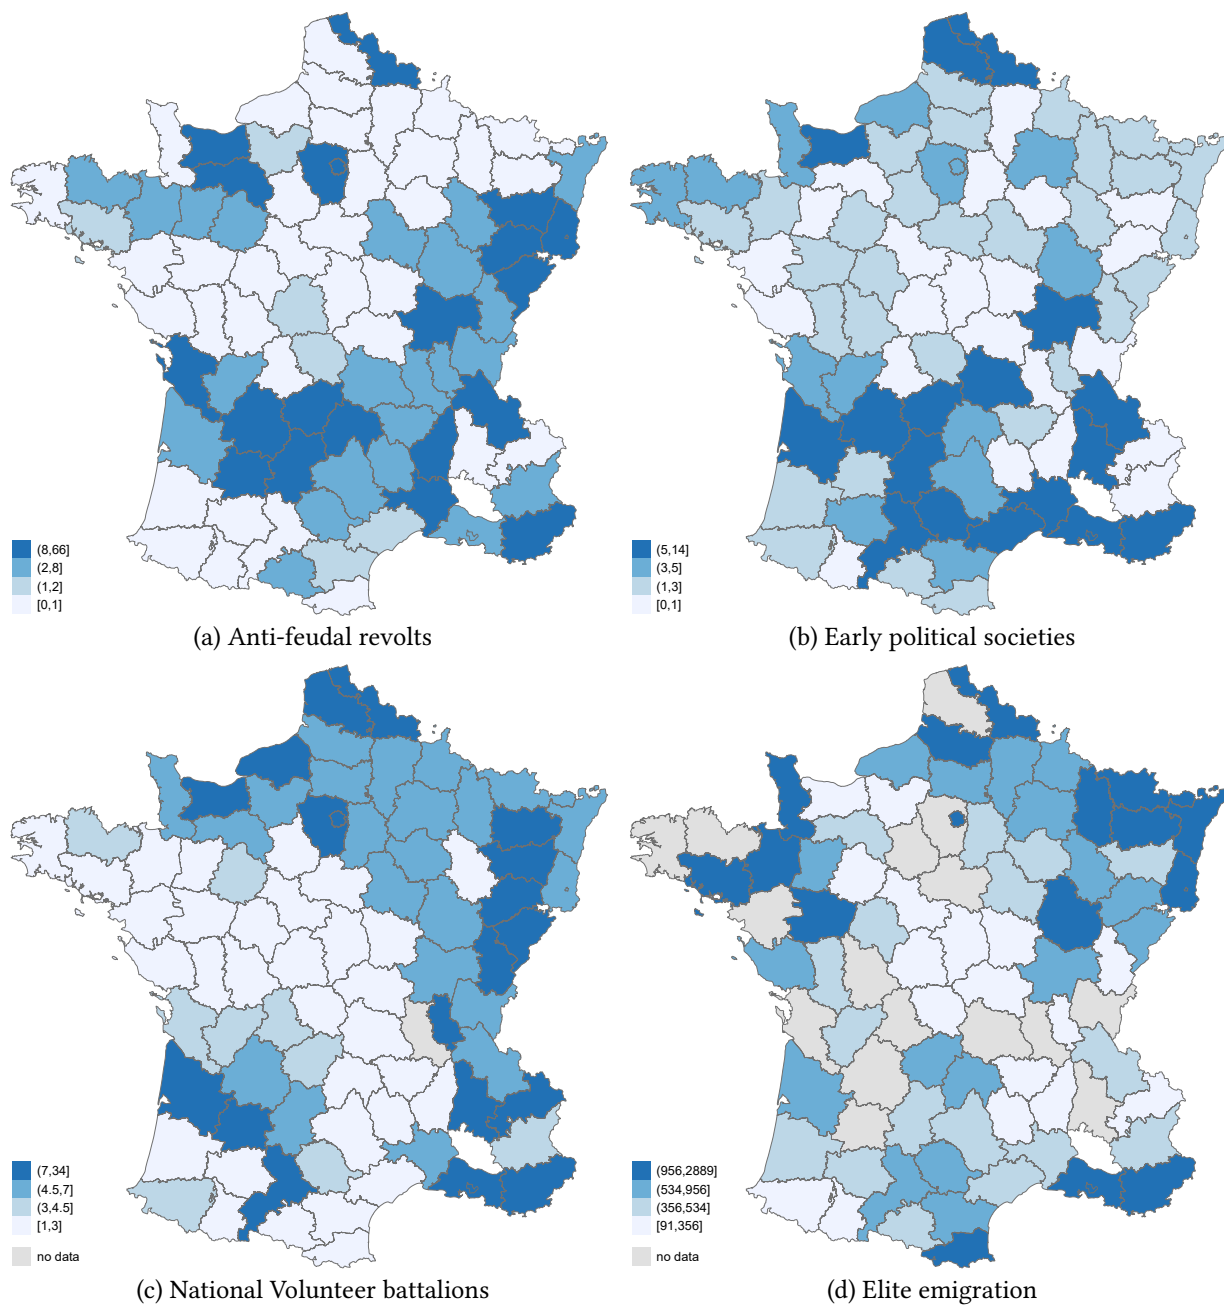 (8,66]
(2,8]
(1,2]
[0,1]
(a) Anti-feudal revolts
(5,14]
(3,5]
(1,3]
[0,1]
(b) Early political societies
(7,34]
(4.5,7]
(3,4.5]
[1,3]
no data
(c) National Volunteer battalions
(956,2889]
(534,956]
(356,534]
[91,356]
no data
(d) Elite emigration